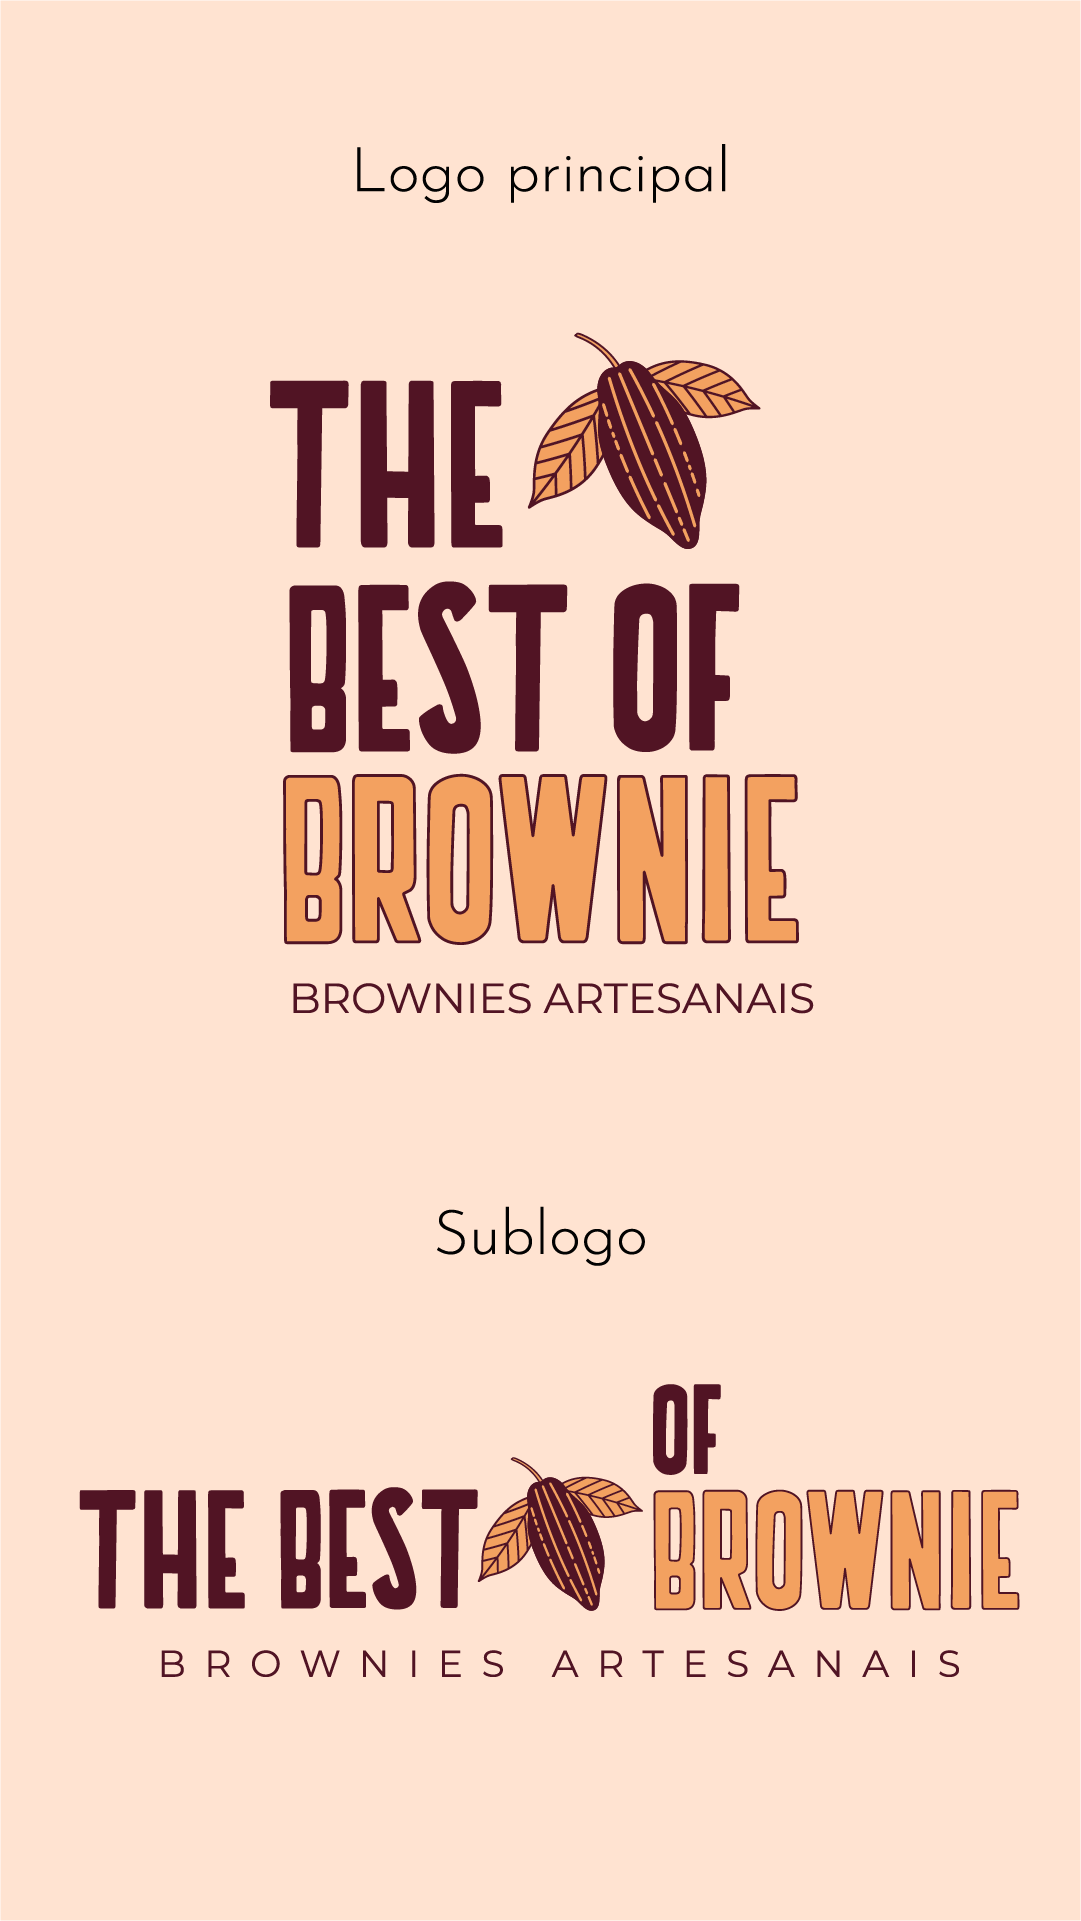 Logo principal
THE
BEST OF
BROWNIE
BROWNIES ARTESANAIS
Sublogo
THE BEST OF BROWNIE
BROWNIES ARTESANAIS